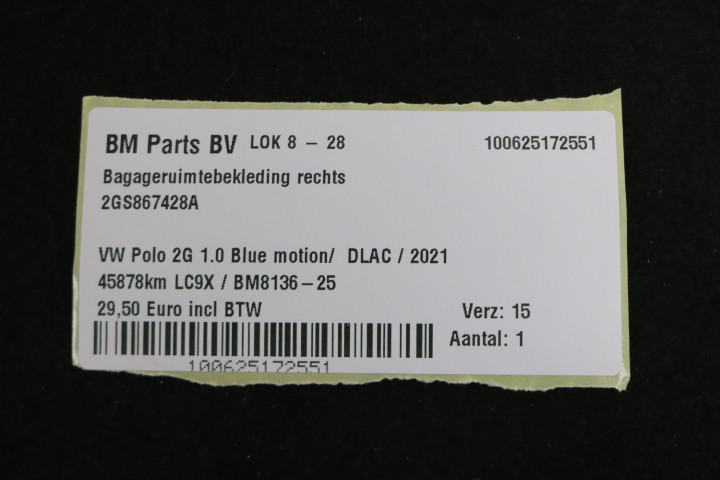 BM Parts BV LOK 8 - 28 100625172551
Bagageruimtebekleding rechts
2GS867428A
VW Polo 2G 1.0 Blue motion/ DLAC / 2021
45878km LC9X / BM8136-25
29,50 Euro incl BTW Verz: 15
Aantal: 1
100625172551